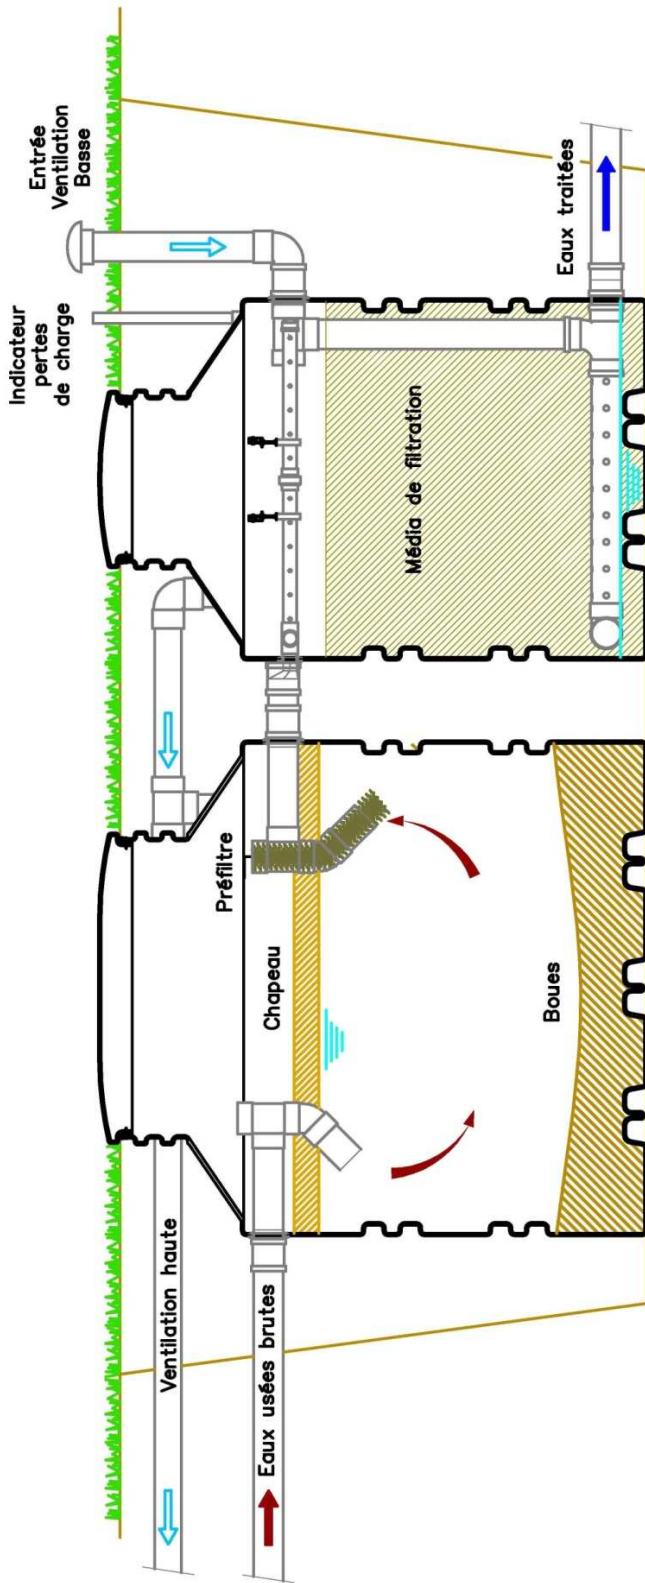 Entrée
Ventilation
Basse
Indicateur
pertes
de charge
Ventilation haute
Eaux usées brutes
Préfiltre
Chapeau
Boues
Média de filtration
Eaux traitées